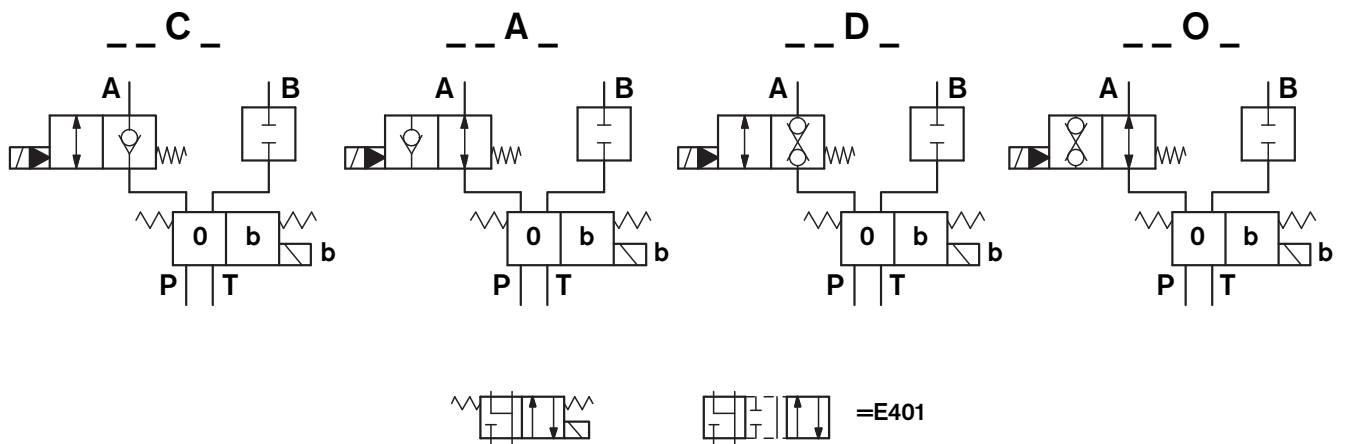 _ _ C _
_ _ A _
_ _ D _
_ _ O _
A B
A B
A B
A B
0 b b
0 b b
0 b b
0 b b
P T
P T
P T
P T
=E401